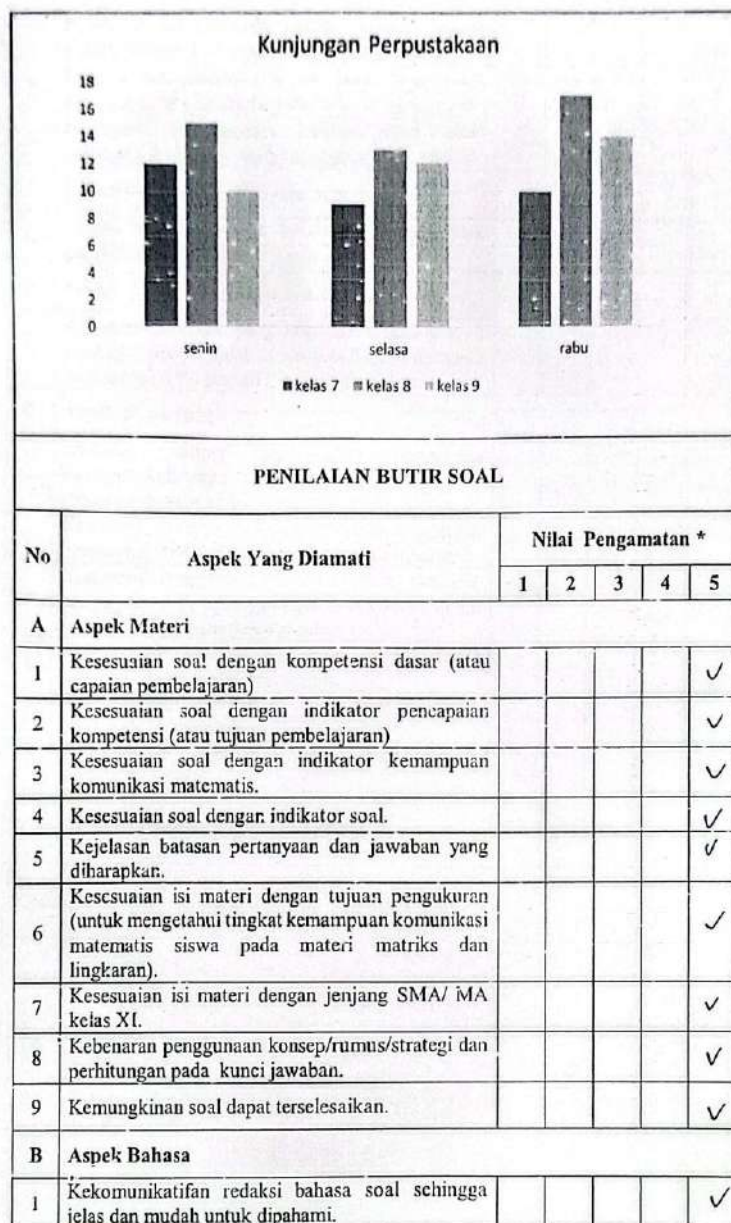 Kunjungan Perpustakaan
18
16
14
12
10
8
6
4
2
0
senin selasa rabu
kelas 7 kelas 8 kelas 9
PENILAIAN BUTIR SOAL
No Aspek Yang Diamati Nilai Pengamatan *
1 2 3 4 5
A Aspek Materi
1 Kesesuaian soal dengan kompetensi dasar (atau
capaian pembelajaran) ✓
2 Kesesuaian soal dengan indikator pencapaian
kompetensi (atau tujuan pembelajaran) ✓
3 Kesesuaian soal dengan indikator kemampuan
komunikasi matematis. ✓
4 Kesesuaian soal dengan indikator soal. ✓
5 Kejelasan batasan pertanyaan dan jawaban yang
diharapkan. ✓
6 Kesesuaian isi materi dengan tujuan pengukuran
(untuk mengetahui tingkat kemampuan komunikasi
matematis siswa pada materi matriks dan
lingkaran). ✓
7 Kesesuaian isi materi dengan jenjang SMA/ MA
kelas XI. ✓
8 Kebenaran penggunaan konsep/rumus/strategi dan
perhitungan pada kunci jawaban. ✓
9 Kemungkinan soal dapat terselesaikan. ✓
B Aspek Bahasa
1 Kekomunikatifan redaksi bahasa soal sehingga
jelas dan mudah untuk dipahami. ✓